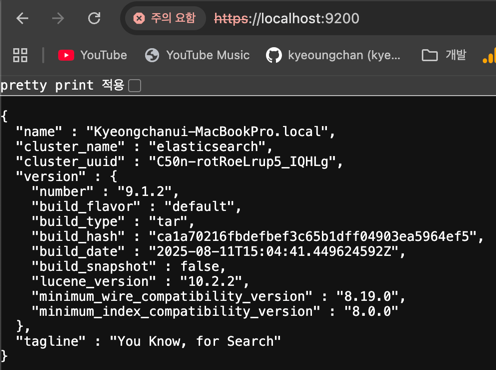 주의 요함 https://localhost:9200
YouTube YouTube Music kyeoungchan (kye... 개발
pretty print 적용
{
  "name" : "Kyeongchanui-MacBookPro.local",
  "cluster_name" : "elasticsearch",
  "cluster_uuid" : "C50n-rotRoeLrup5_IQHLg",
  "version" : {
    "number" : "9.1.2",
    "build_flavor" : "default",
    "build_type" : "tar",
    "build_hash" : "ca1a70216fbdefbef3c65b1dff04903ea5964ef5",
    "build_date" : "2025-08-11T15:04:41.449624592Z",
    "build_snapshot" : false,
    "lucene_version" : "10.2.2",
    "minimum_wire_compatibility_version" : "8.19.0",
    "minimum_index_compatibility_version" : "8.0.0"
  },
  "tagline" : "You Know, for Search"
}